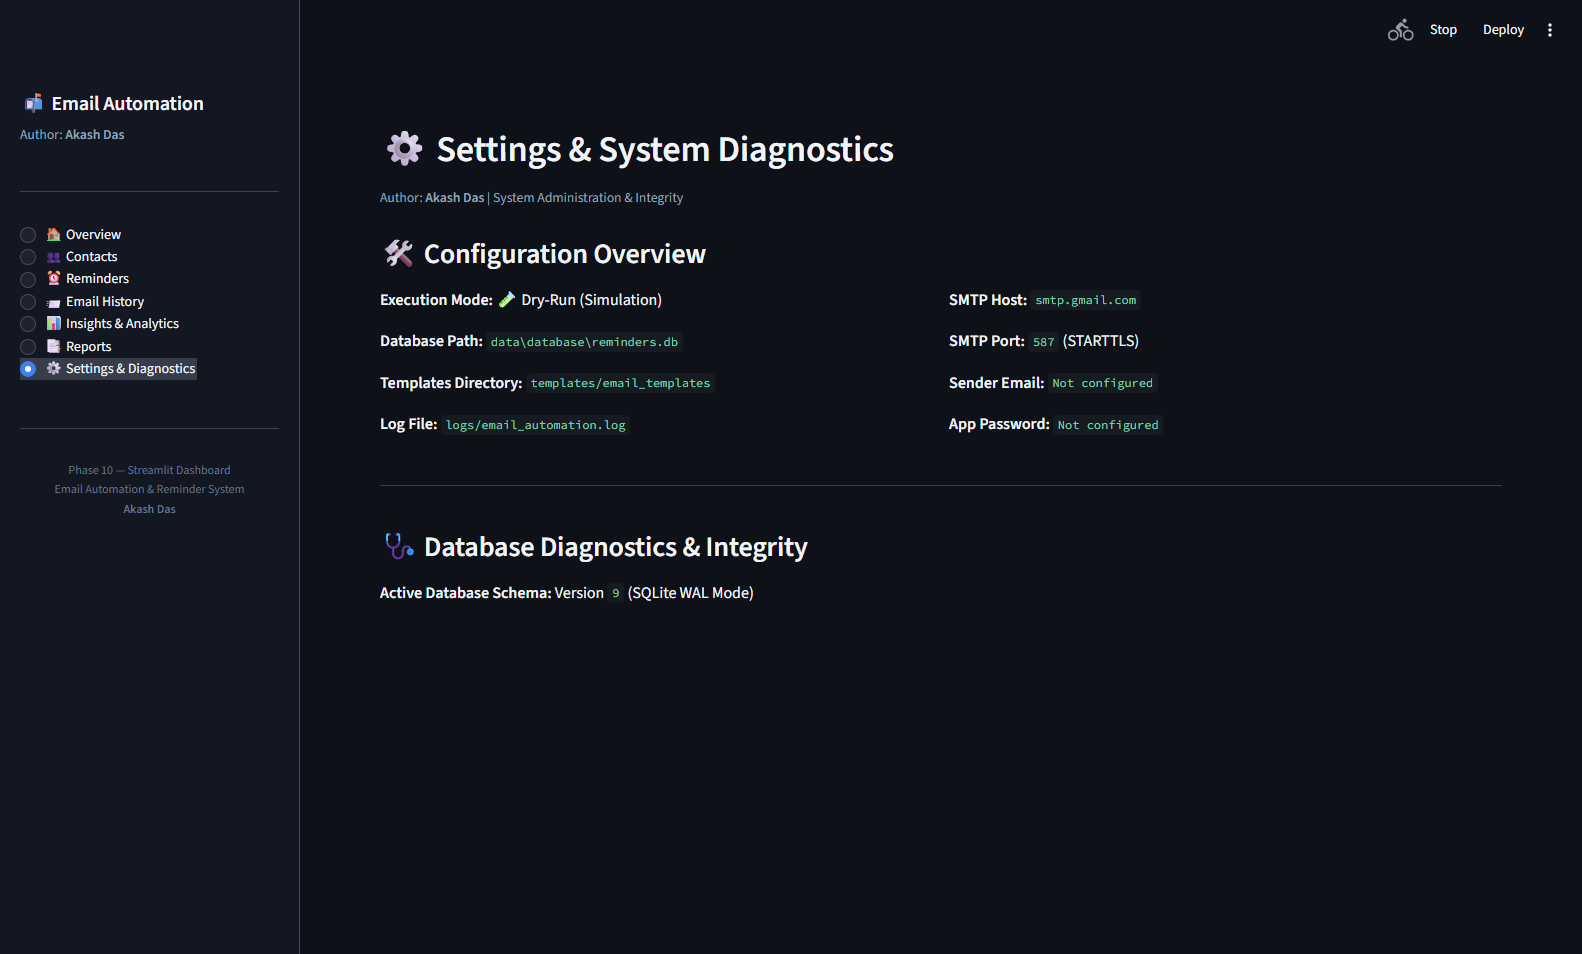 Stop
Deploy
Email Automation
Author: Akash Das
Overview
Contacts
Reminders
Email History
Insights & Analytics
Reports
Settings & Diagnostics
Phase 10 — Streamlit Dashboard
Email Automation & Reminder System
Akash Das
Settings & System Diagnostics
Author: Akash Das | System Administration & Integrity
Configuration Overview
Execution Mode: Dry-Run (Simulation)
Database Path: data\database\reminders.db
Templates Directory: templates/email_templates
Log File: logs/email_automation.log
SMTP Host: smtp.gmail.com
SMTP Port: 587 (STARTTLS)
Sender Email: Not configured
App Password: Not configured
Database Diagnostics & Integrity
Active Database Schema: Version 9 (SQLite WAL Mode)